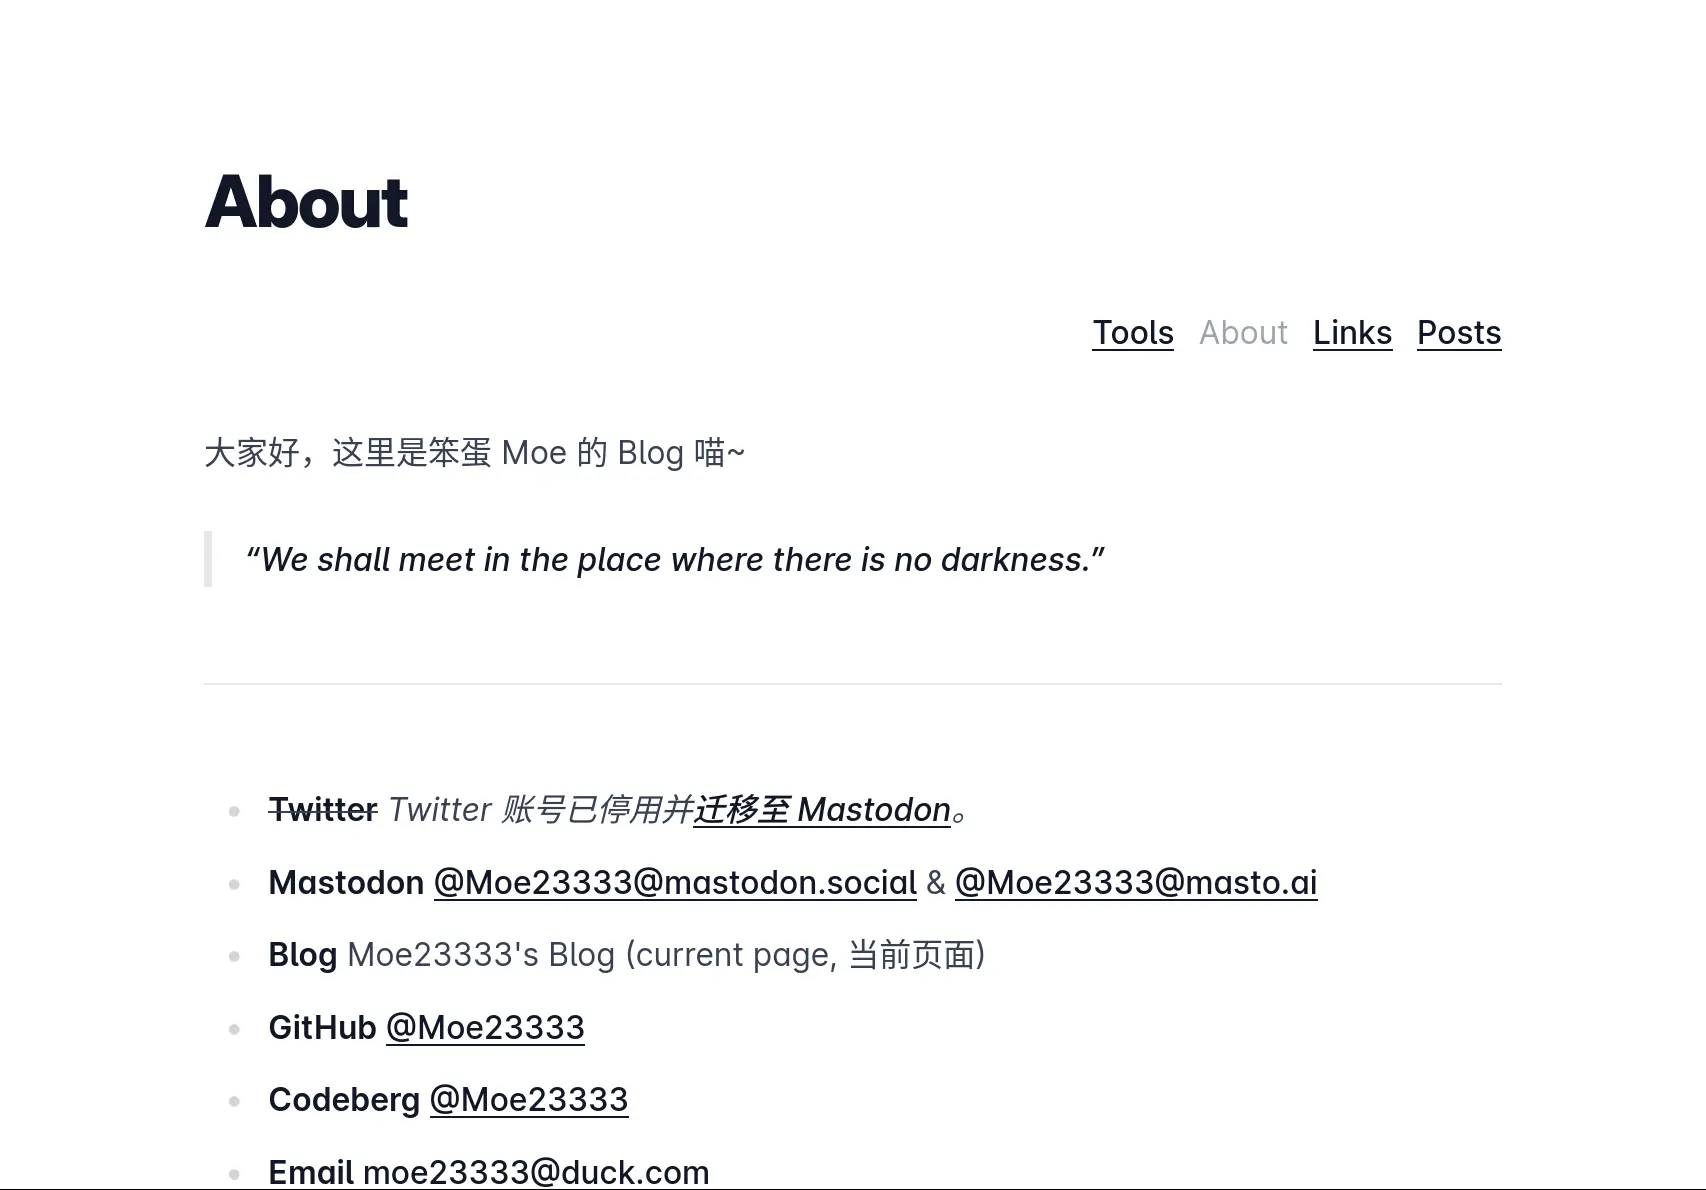 About
Tools About Links Posts
大家好，这里是笨蛋 Moe 的 Blog 喵~
“We shall meet in the place where there is no darkness.”
Twitter Twitter 账号已停用并迁移至 Mastodon。
Mastodon @Moe23333@mastodon.social & @Moe23333@masto.ai
Blog Moe23333's Blog (current page, 当前页面)
GitHub @Moe23333
Codeberg @Moe23333
Email moe23333@duck.com